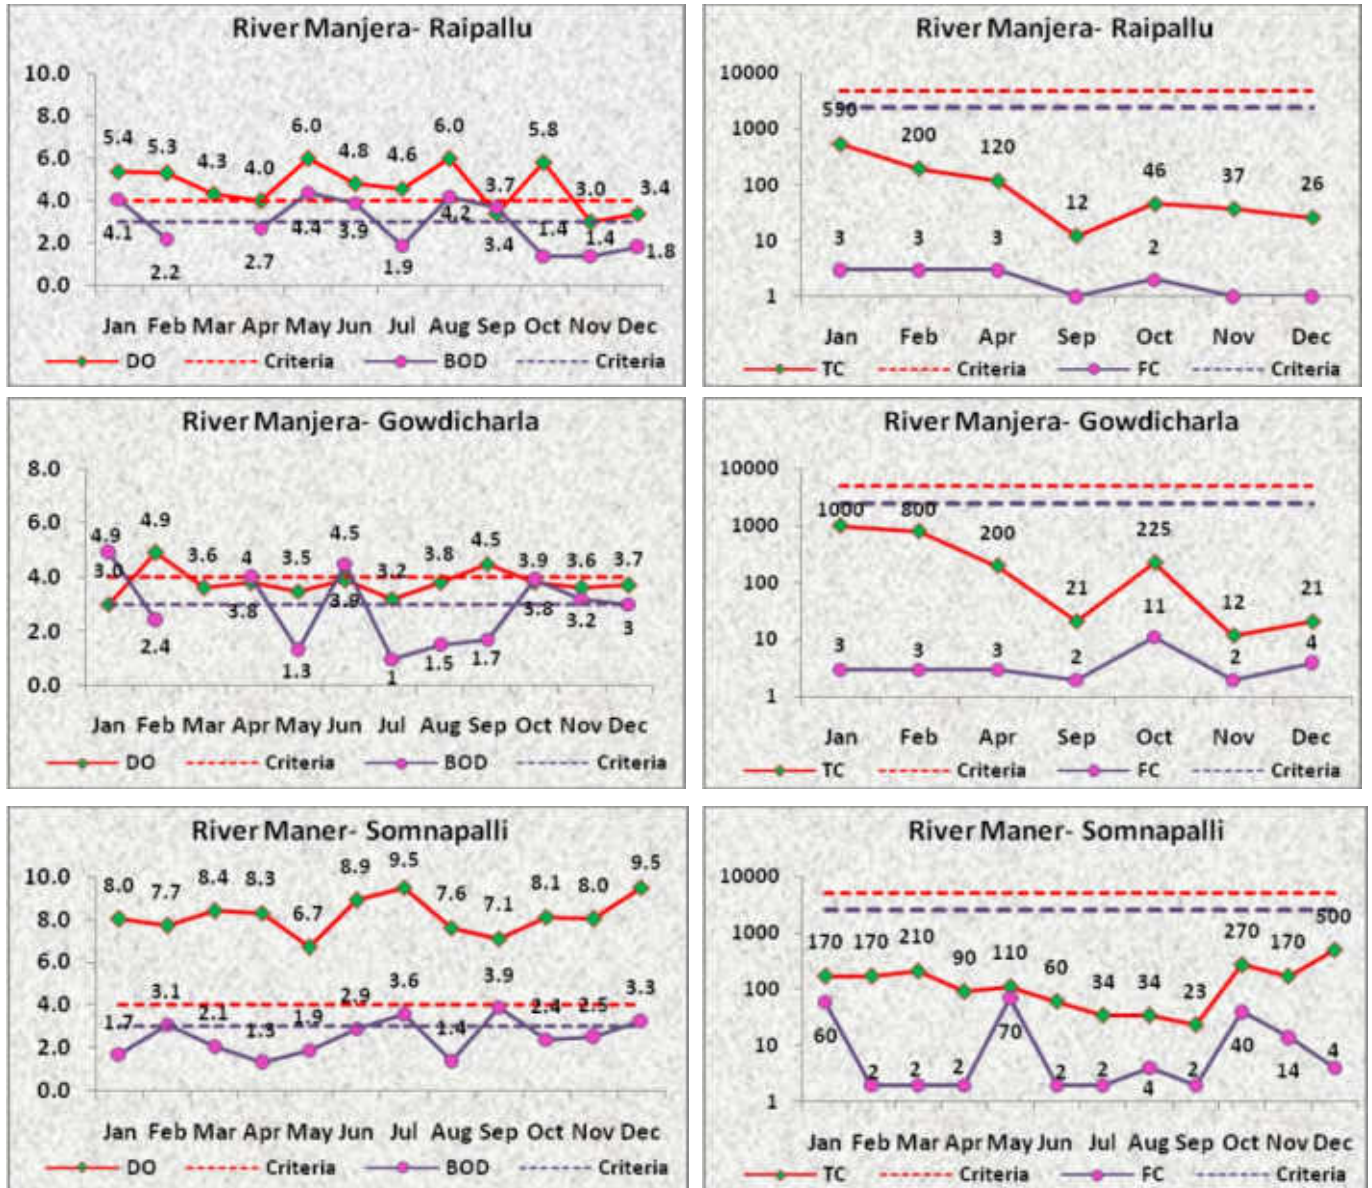 River Manjera- Raipallu
10.0
8.0
6.0
4.0
2.0
0.0
5.4 5.3 4.3 4.0 6.0 4.8 4.6 6.0 3.7 5.8 3.0 3.4
4.1 2.2 2.7 4.4 3.9 1.9 4.2 3.4 1.4 1.4 1.8
Jan Feb Mar Apr May Jun Jul Aug Sep Oct Nov Dec
DO Criteria BOD Criteria
River Manjera- Raipallu
10000
1000
100
10
1
590 200 120 12 46 37 26
3 3 3 2
Jan Feb Apr Sep Oct Nov Dec
TC Criteria FC Criteria
River Manjera- Gowdicharla
8.0
6.0
4.0
2.0
0.0
4.9 4.9 3.6 4 3.5 4.5 3.2 3.8 4.5 3.9 3.6 3.7
3.0 2.4 3.8 1.3 3.9 1 1.5 1.7 3.8 3.2 3
Jan Feb Mar Apr May Jun Jul Aug Sep Oct Nov Dec
DO Criteria BOD Criteria
River Manjera- Gowdicharla
10000
1000
100
10
1
1000 800 200 21 225 12 21
3 3 3 2 11 2 4
Jan Feb Apr Sep Oct Nov Dec
TC Criteria FC Criteria
River Maner- Somnapalli
10.0
8.0
6.0
4.0
2.0
0.0
8.0 7.7 8.4 8.3 6.7 8.9 9.5 7.6 7.1 8.1 8.0 9.5
1.7 3.1 2.1 1.3 1.9 2.9 3.6 1.4 3.9 2.4 2.5 3.3
Jan Feb Mar Apr May Jun Jul Aug Sep Oct Nov Dec
DO Criteria BOD Criteria
River Maner- Somnapalli
10000
1000
100
10
1
170 170 210 90 110 60 34 34 23 270 170 500
60 2 2 2 70 2 2 4 2 40 14 4
Jan Feb Mar Apr May Jun Jul Aug Sep Oct Nov Dec
TC Criteria FC Criteria